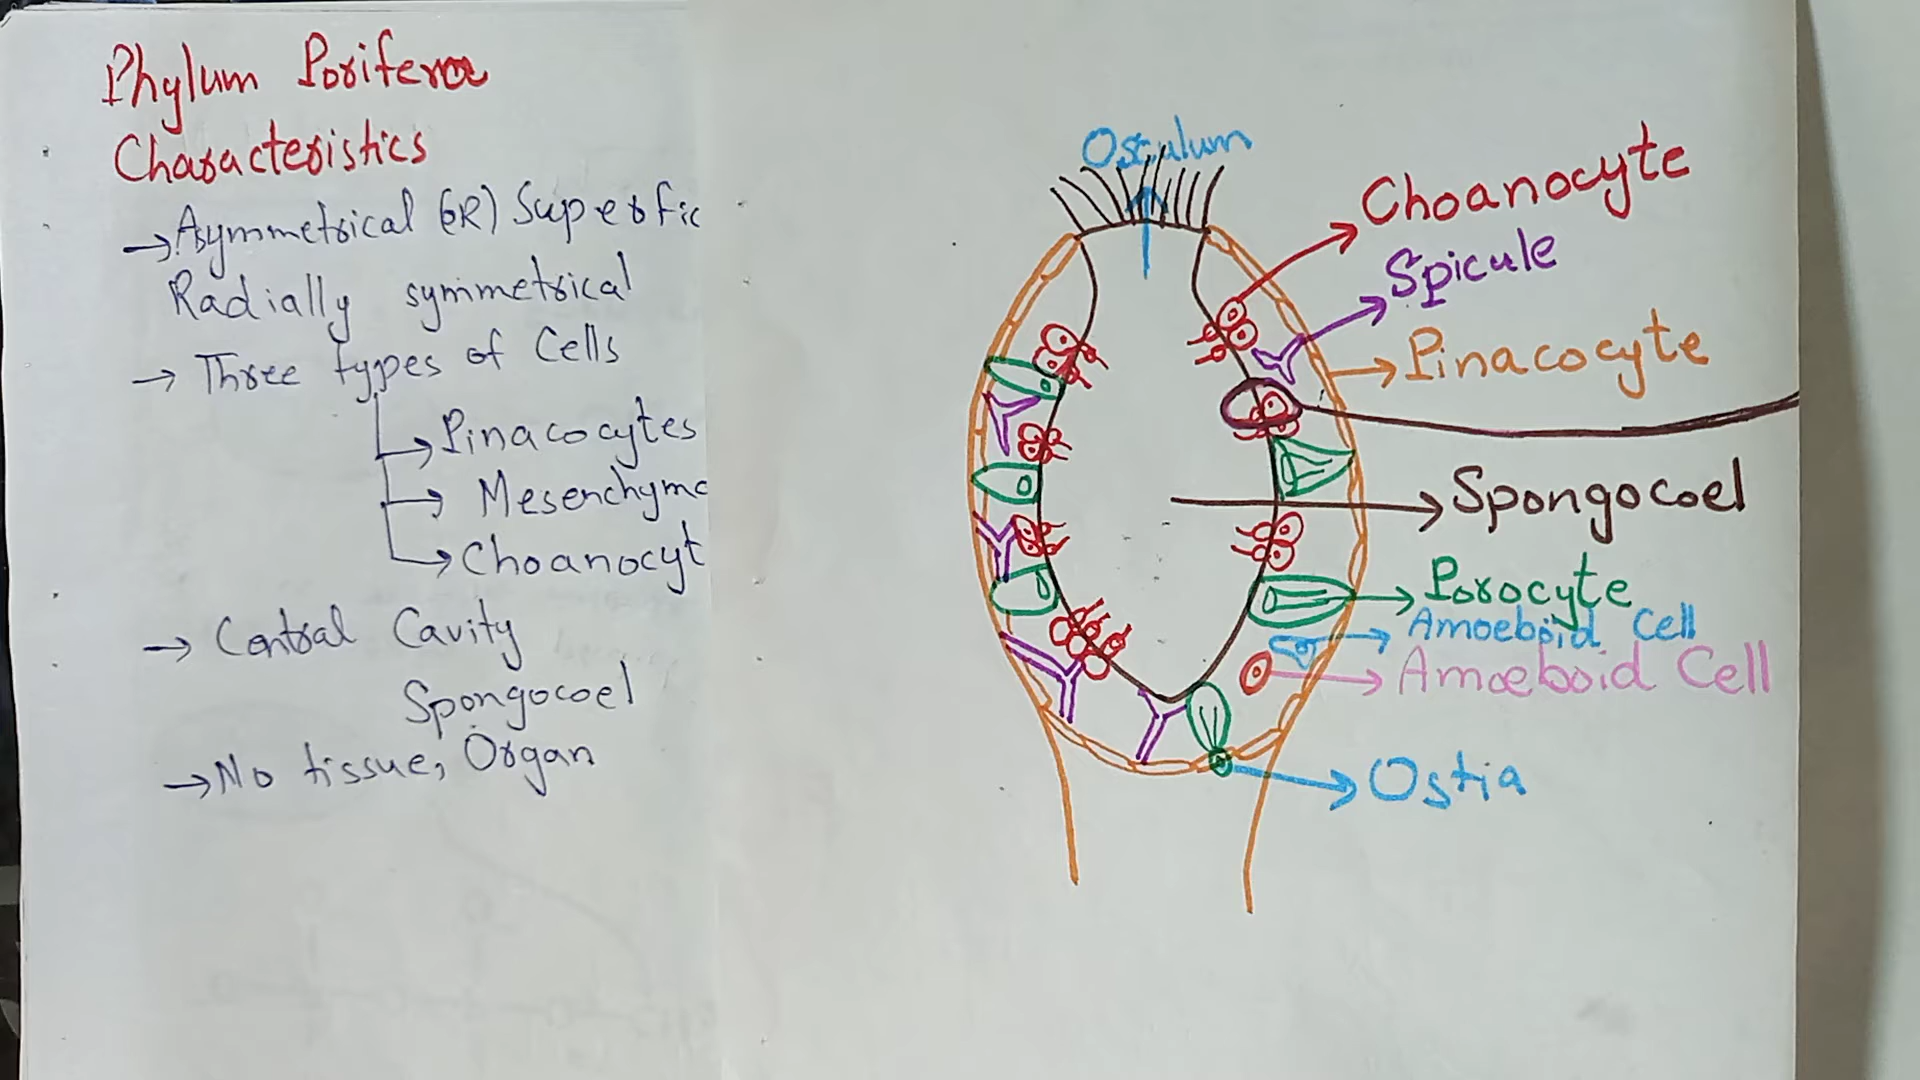 Phylum Porifera
Characteristics
→ Asymmetrical (OR) Superfic
Radially symmetrical
→ Three types of Cells
→ Pinacocytes
→ Mesenchyme
→ Choanocyt
→ Central Cavity
Spongocoel
→ No tissue, Organ
Osculum
Choanocyte
Spicule
Pinacocyte
Spongocoel
Porocyte
Amoeboid Cell
Amoeboid Cell
Ostia